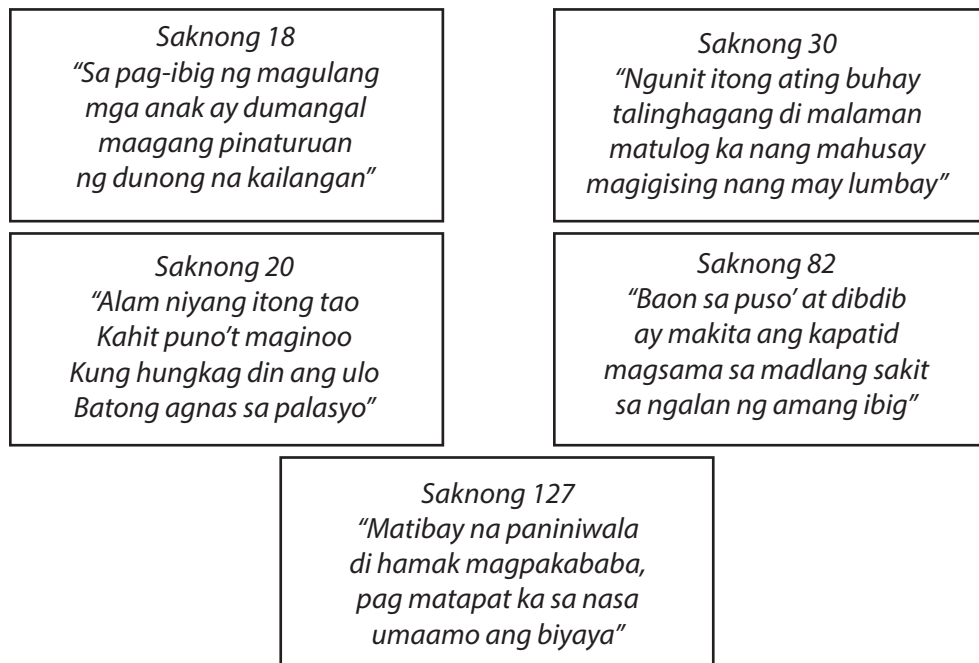 Saknong 18
“Sa pag-ibig ng magulang
mga anak ay dumangal
maagang pinaturuan
ng dunong na kailangan”
Saknong 30
“Ngunit itong ating buhay
talinghagang di malaman
matulog ka nang mahusay
magigising nang may lumbay”
Saknong 20
“Alam niyang itong tao
Kahit puno’t maginoo
Kung hungkag din ang ulo
Batong agnas sa palasyo”
Saknong 82
“Baon sa puso’ at dibdib
ay makita ang kapatid
magsama sa madlang sakit
sa ngalan ng amang ibig”
Saknong 127
“Matibay na paniniwala
di hamak magpakababa,
pag matapat ka sa nasa
umaamo ang biyaya”